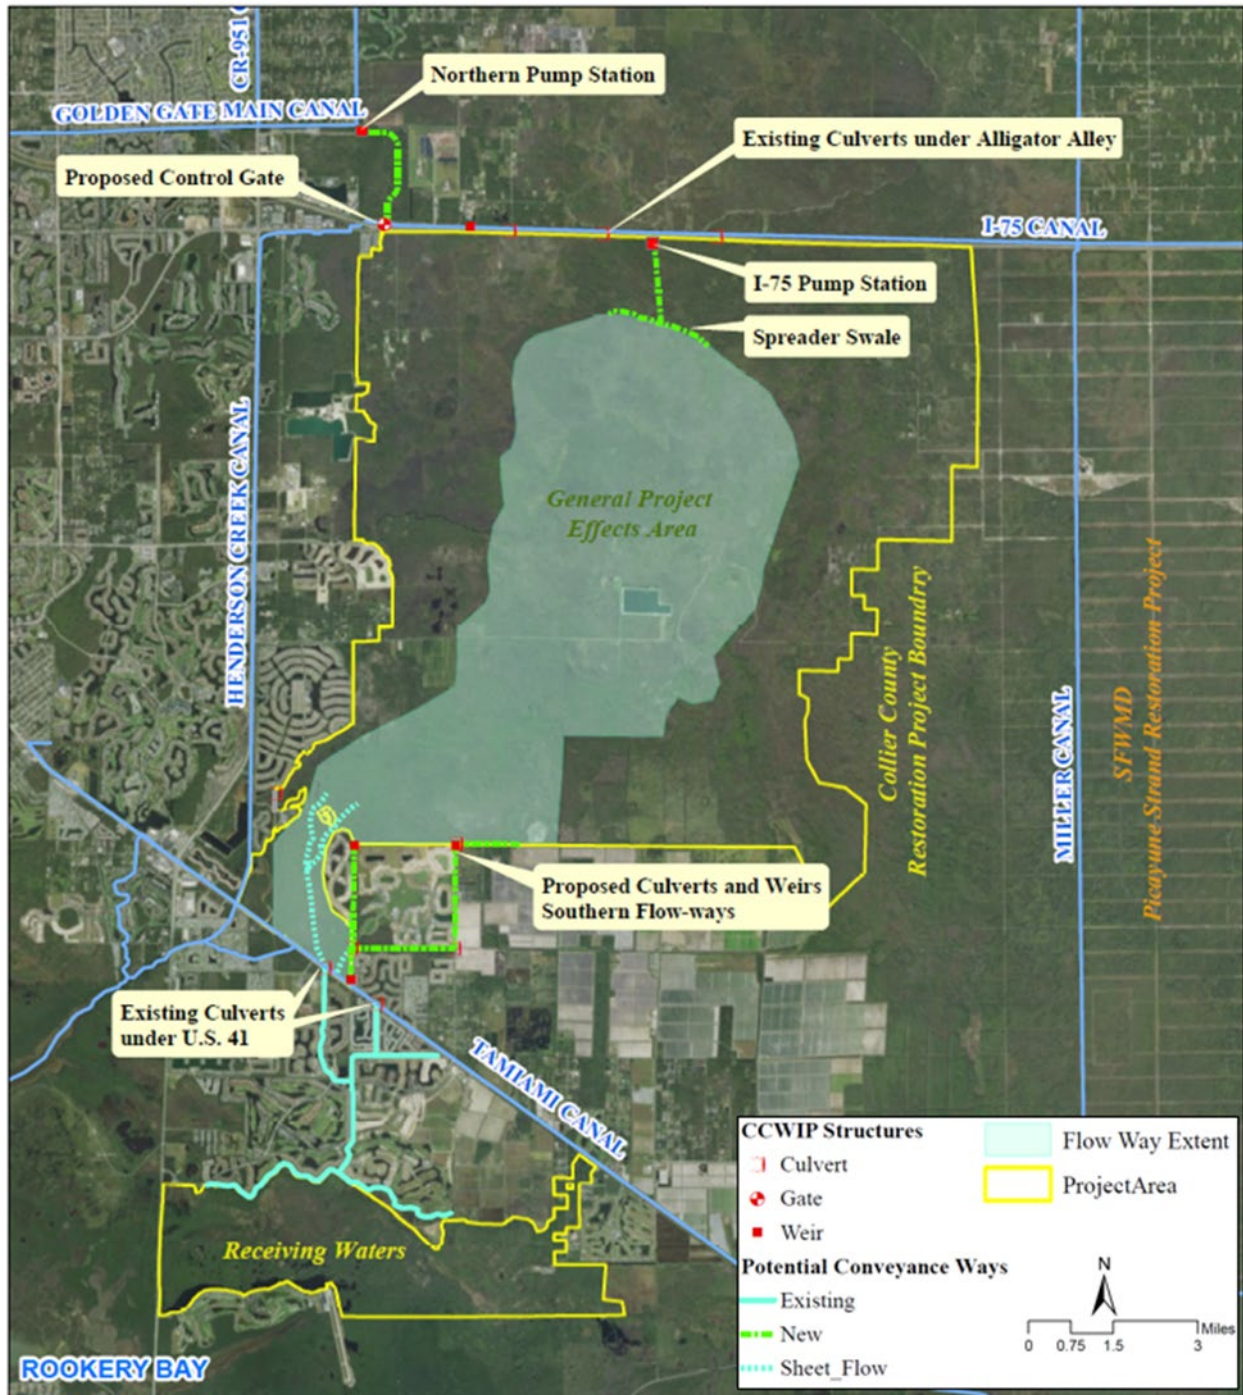 CR-951 C
Northern Pump Station
GOLDEN GATE MAIN CANAL
Existing Culverts under Alligator Alley
Proposed Control Gate
I-75 CANAL
I-75 Pump Station
Spreader Swale
General Project
Effects Area
HENDERSON CREEK CANAL
Collier County
Restoration Project Boundry
MILLER CANAL
SFWMD
Picayune Strand Restoration Project
Proposed Culverts and Weirs
Southern Flow-ways
Existing Culverts
under U.S. 41
TAMIAMI CANAL
Receiving Waters
ROOKERY BAY
CCWIP Structures
Culvert
Gate
Weir
Potential Conveyance Ways
Existing
New
Sheet_Flow
Flow Way Extent
ProjectArea
N
Miles
0 0.75 1.5 3